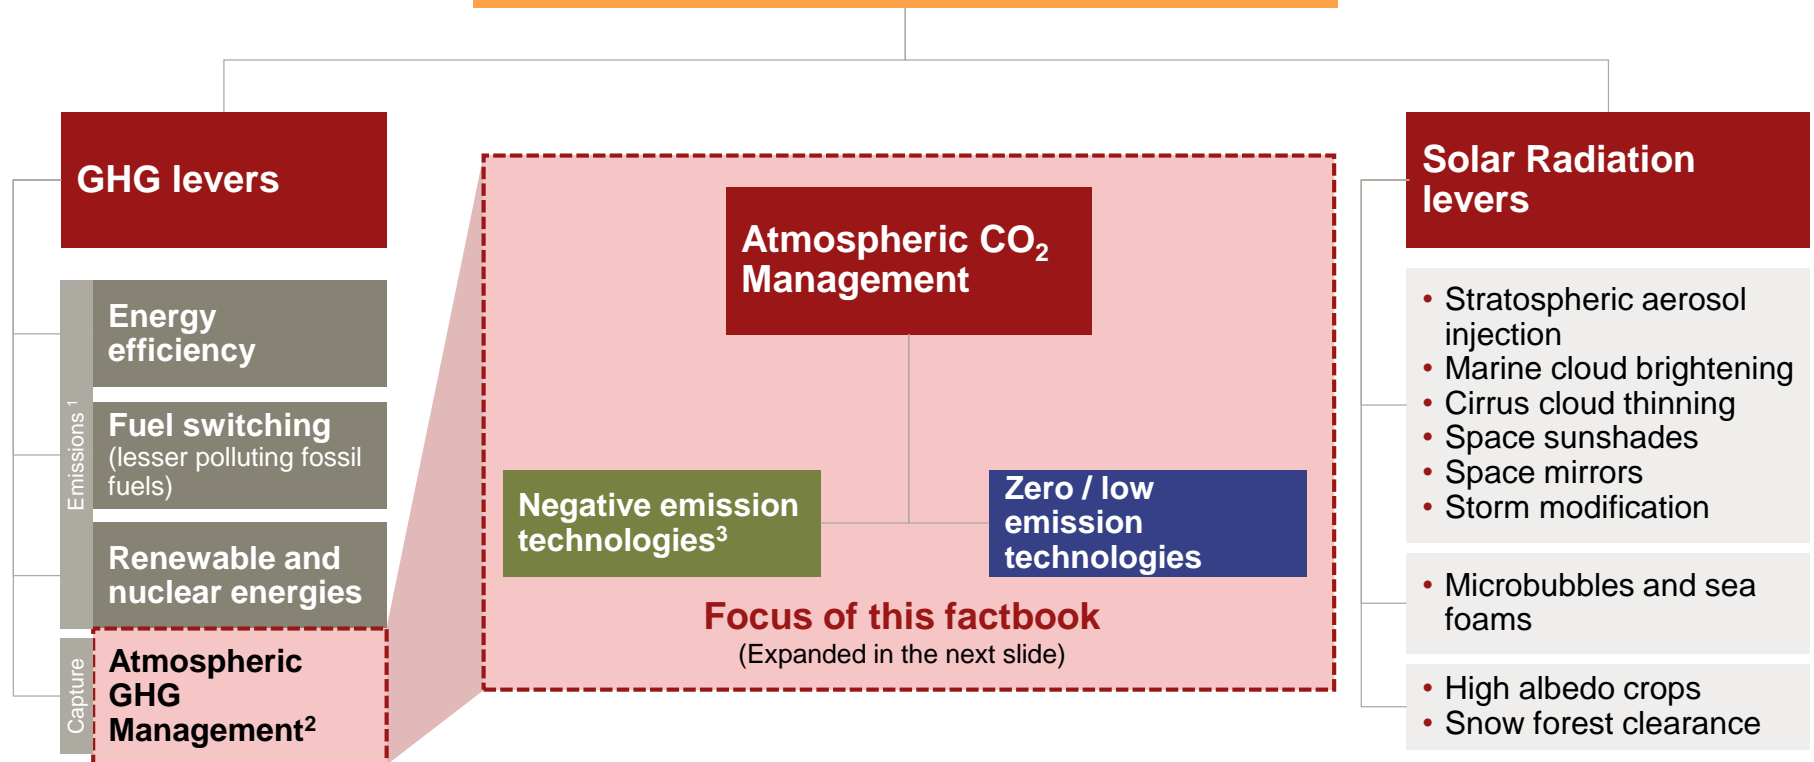 GHG levers
Emissions ¹
Energy
efficiency
Fuel switching
(lesser polluting fossil
fuels)
Renewable and
nuclear energies
Capture
Atmospheric
GHG
Management²
Atmospheric CO₂
Management
Negative emission
technologies³
Zero / low
emission
technologies
Focus of this factbook
(Expanded in the next slide)
Solar Radiation
levers
• Stratospheric aerosol
injection
• Marine cloud brightening
• Cirrus cloud thinning
• Space sunshades
• Space mirrors
• Storm modification
• Microbubbles and sea
foams
• High albedo crops
• Snow forest clearance